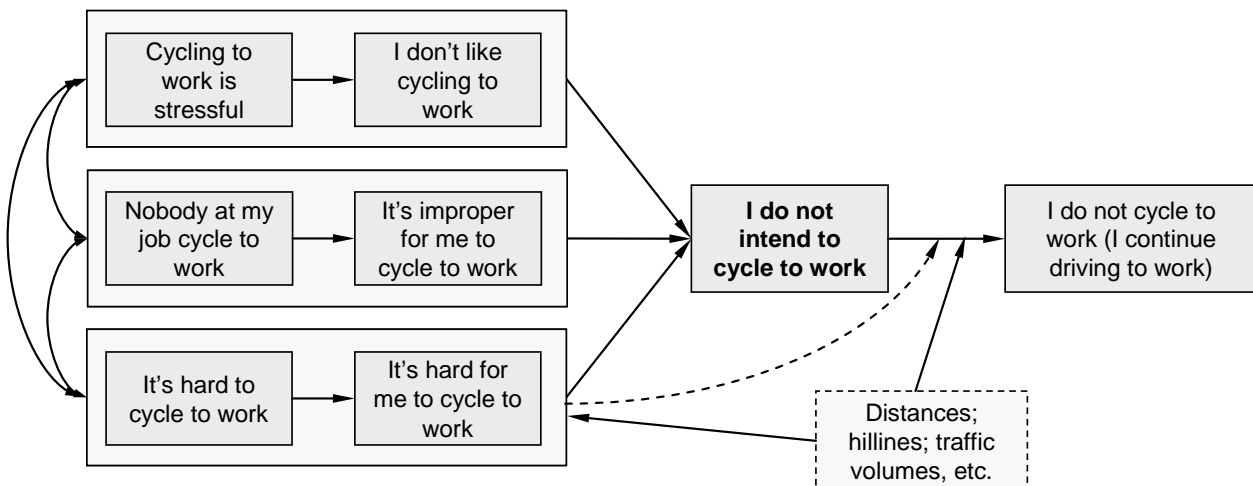 Cycling to
work is
stressful
I don’t like
cycling to
work
Nobody at my
job cycle to
work
It’s improper
for me to
cycle to work
It’s hard to
cycle to work
It’s hard for
me to cycle to
work
I do not
intend to
cycle to work
I do not cycle to
work (I continue
driving to work)
Distances;
hillines; traffic
volumes, etc.